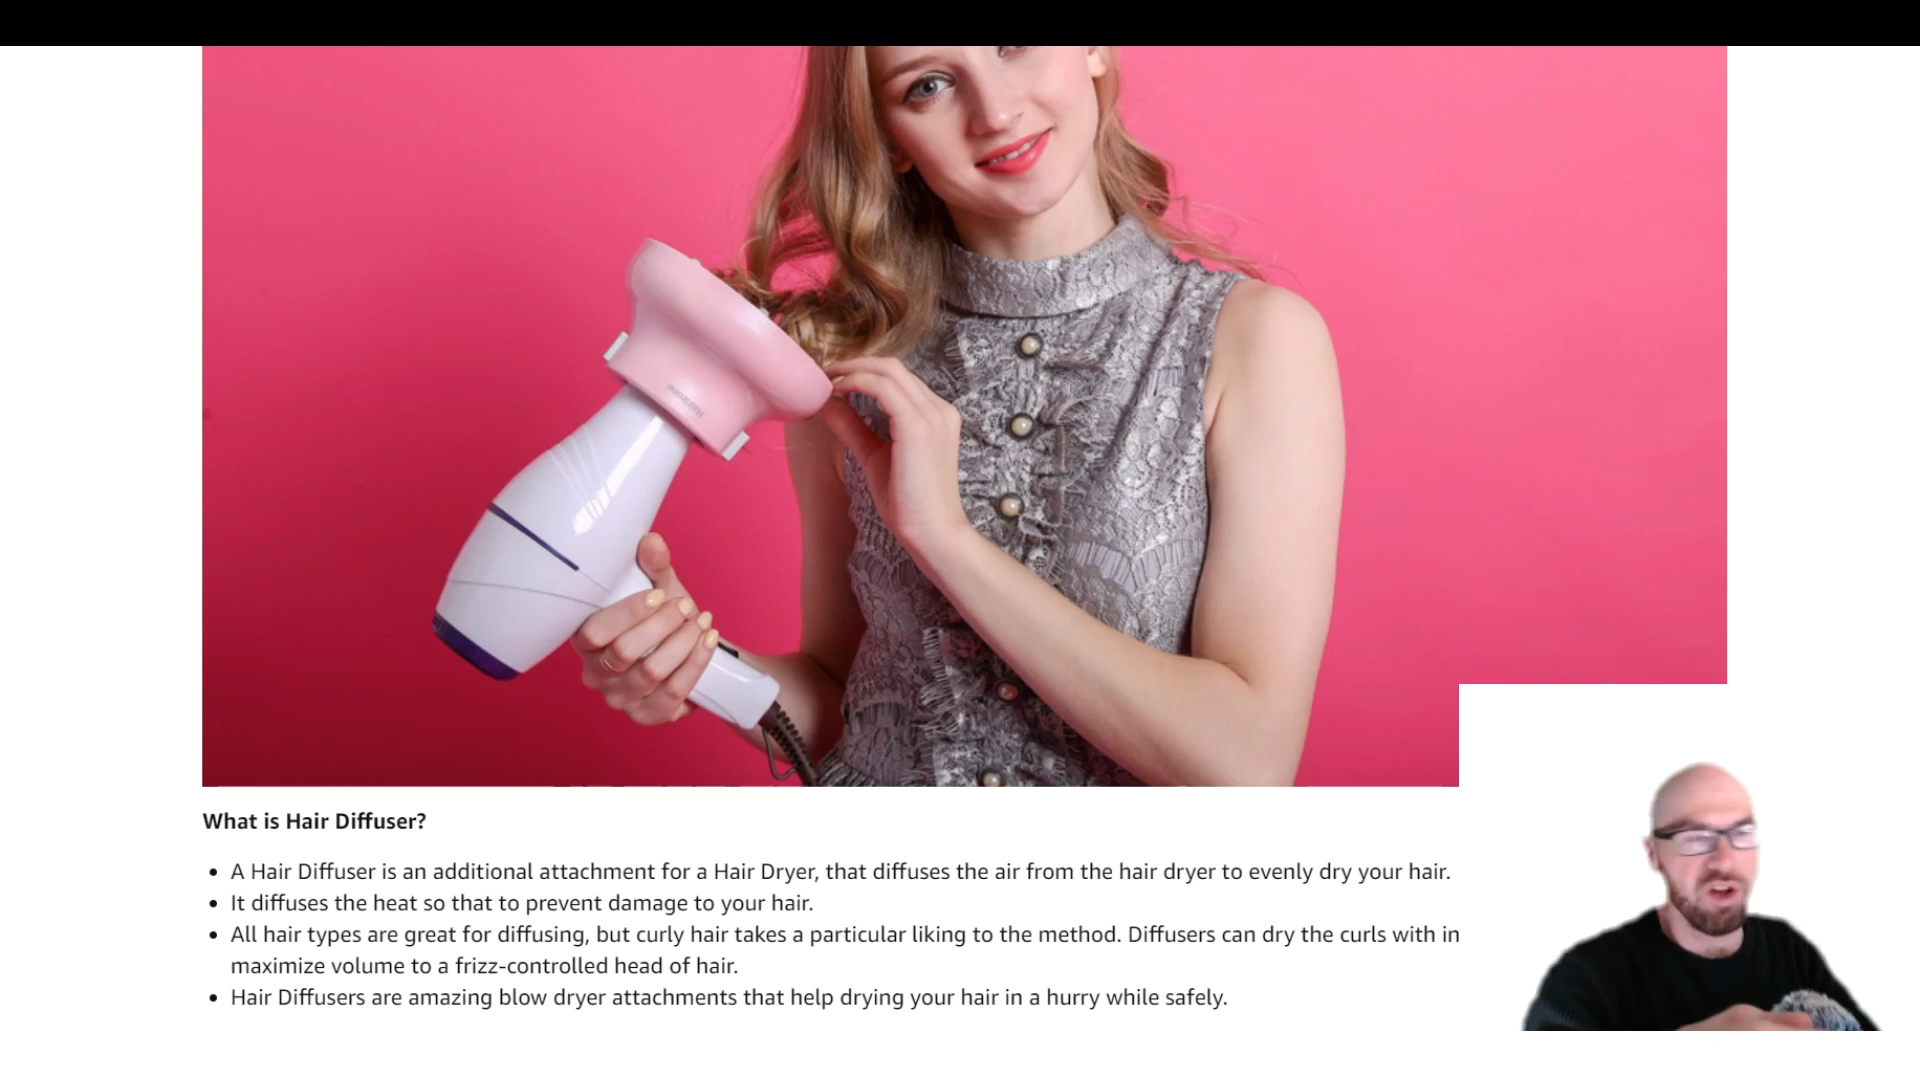 What is Hair Diffuser?
A Hair Diffuser is an additional attachment for a Hair Dryer, that diffuses the air from the hair dryer to evenly dry your hair.
It diffuses the heat so that to prevent damage to your hair.
All hair types are great for diffusing, but curly hair takes a particular liking to the method. Diffusers can dry the curls with in
maximize volume to a frizz-controlled head of hair.
Hair Diffusers are amazing blow dryer attachments that help drying your hair in a hurry while safely.